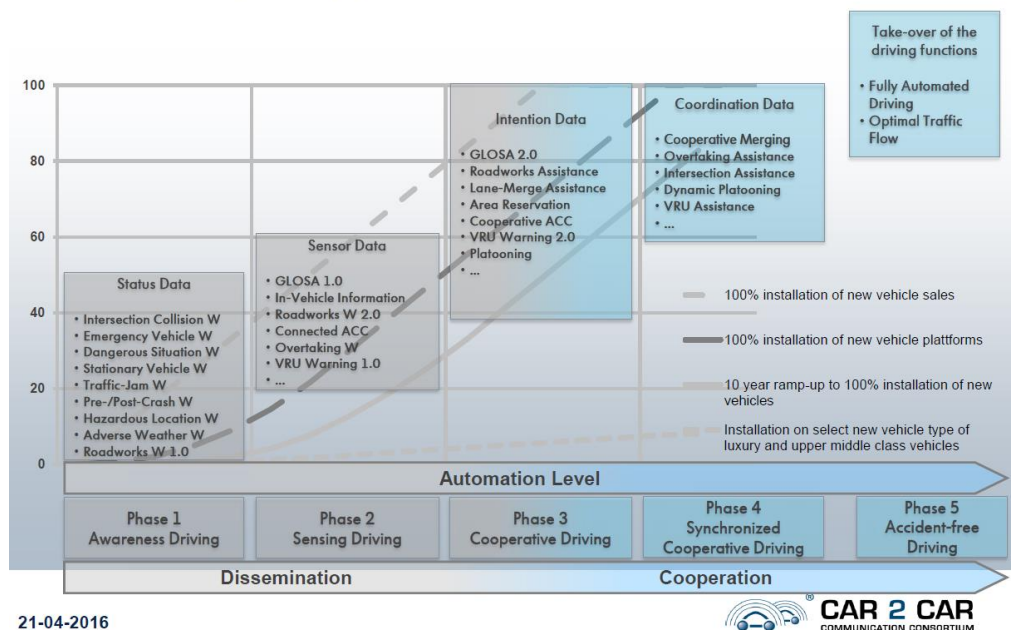 Take-over of the
driving functions
• Fully Automated
Driving
• Optimal Traffic
Flow
100
80
60
40
20
0
Status Data
• Intersection Collision W
• Emergency Vehicle W
• Dangerous Situation W
• Stationary Vehicle W
• Traffic-Jam W
• Pre-/Post-Crash W
• Hazardous Location W
• Adverse Weather W
• Roadworks W 1.0
Sensor Data
• GLOSA 1.0
• In-Vehicle Information
• Roadworks W 2.0
• Connected ACC
• Overtaking W
• VRU Warning 1.0
• ...
Intention Data
• GLOSA 2.0
• Roadworks Assistance
• Lane-Merge Assistance
• Area Reservation
• Cooperative ACC
• VRU Warning 2.0
• Platooning
• ...
Coordination Data
• Cooperative Merging
• Overtaking Assistance
• Intersection Assistance
• Dynamic Platooning
• VRU Assistance
• ...
100% installation of new vehicle sales
100% installation of new vehicle plattforms
10 year ramp-up to 100% installation of new
vehicles
Installation on select new vehicle type of
luxury and upper middle class vehicles
Automation Level
Phase 1
Awareness Driving
Phase 2
Sensing Driving
Phase 3
Cooperative Driving
Phase 4
Synchronized
Cooperative Driving
Phase 5
Accident-free
Driving
Dissemination
Cooperation
21-04-2016
®
CAR 2 CAR
COMMUNICATION CONSORTIUM